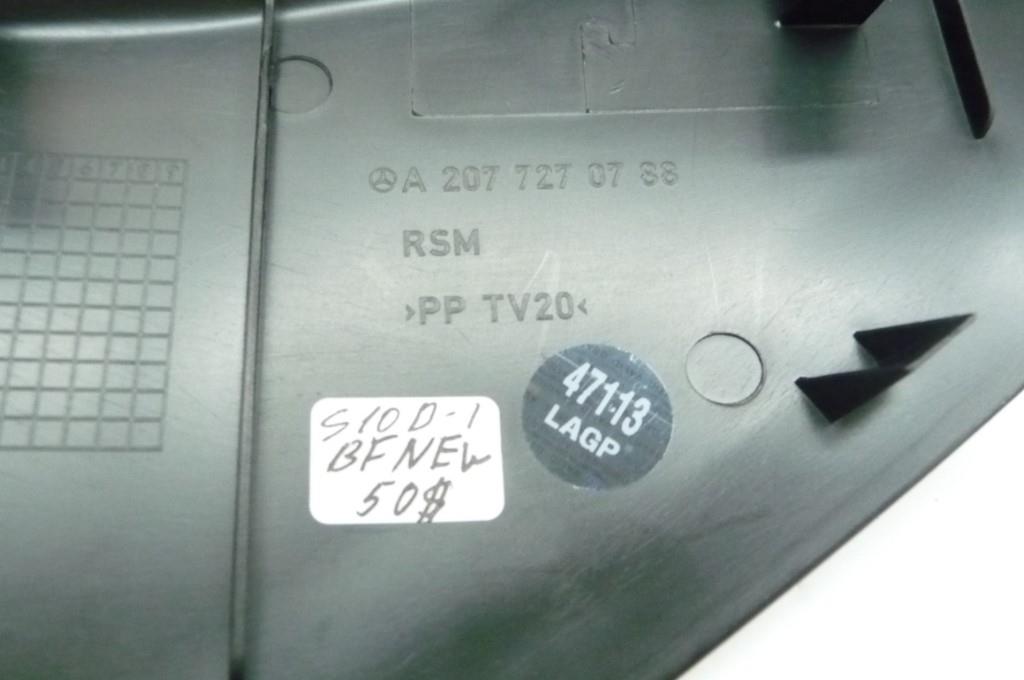 A 207 727 07 88
RSM
>PP TV20<
47113
LAGP
S10D-1
BFNEW
50$